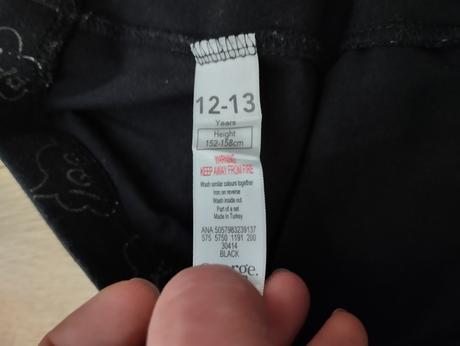 12-13
Years
Height
152-158cm
WARNING
KEEP AWAY FROM FIRE
Wash similar colours together
Iron on reverse
Wash inside out
Part of a set
Made In Turkey
ANA 5057983239137
575 5750 1191 200
30414
BLACK